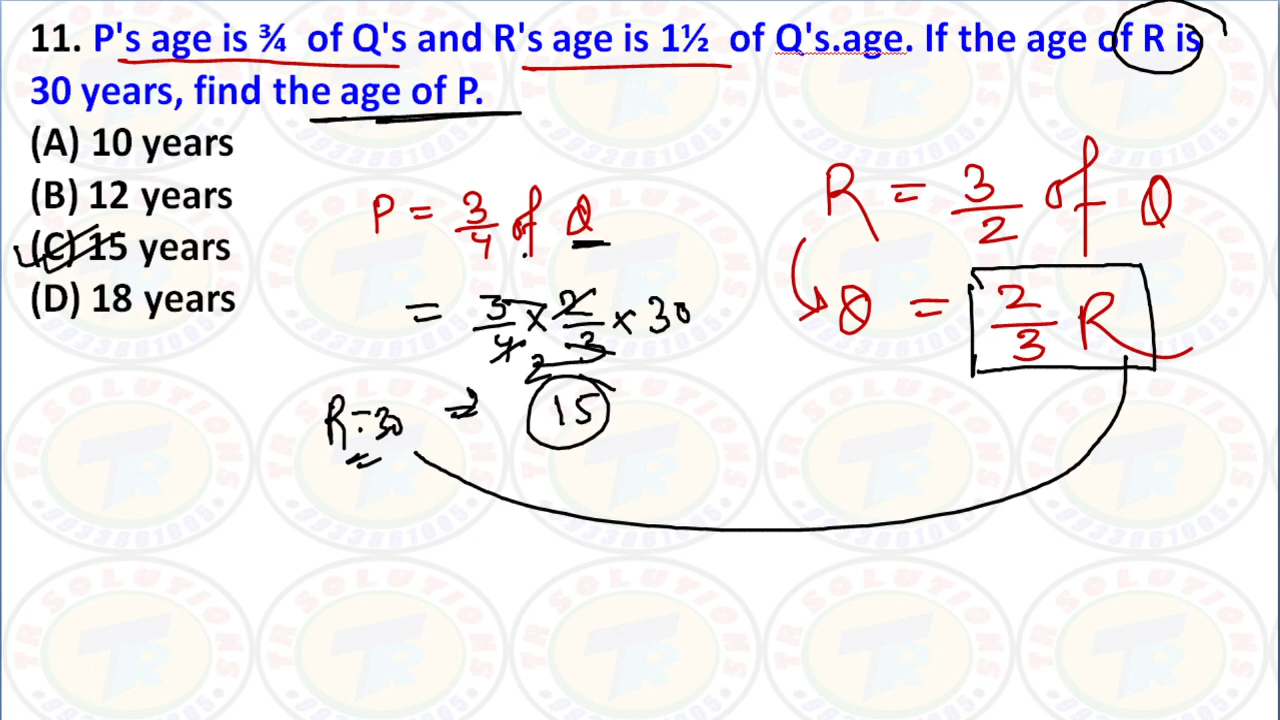 11. P's age is ¾ of Q's and R's age is 1½ of Q's.age. If the age of R is
30 years, find the age of P.
(A) 10 years
(B) 12 years
(C) 15 years
(D) 18 years
P = 3/4 of Q
= 3/4 × 2/3 × 30
2
R = 30 ⇒ 15
R = 3/2 of Q
Q = 2/3 R